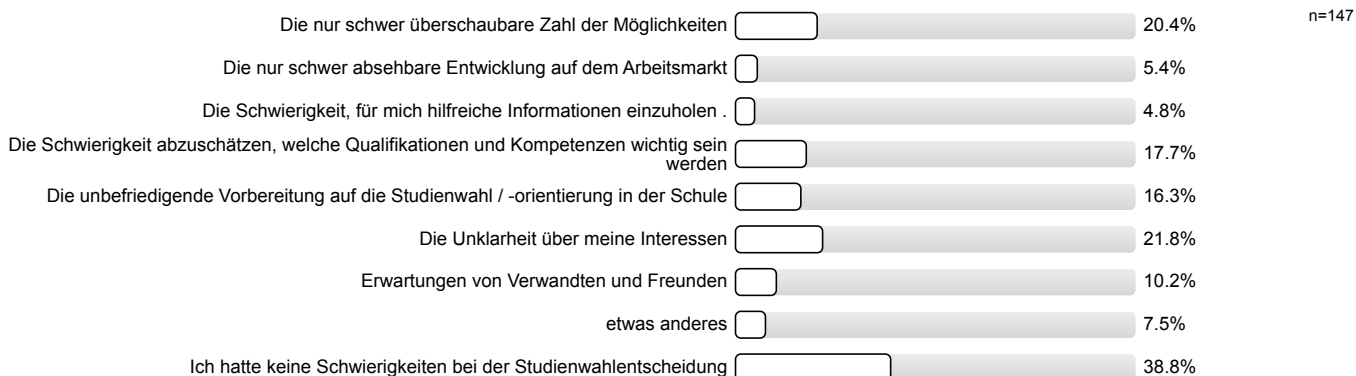 Die nur schwer überschaubare Zahl der Möglichkeiten 20.4% n=147
Die nur schwer absehbare Entwicklung auf dem Arbeitsmarkt 5.4%
Die Schwierigkeit, für mich hilfreiche Informationen einzuholen . 4.8%
Die Schwierigkeit abzuschätzen, welche Qualifikationen und Kompetenzen wichtig sein
werden 17.7%
Die unbefriedigende Vorbereitung auf die Studienwahl / -orientierung in der Schule 16.3%
Die Unklarheit über meine Interessen 21.8%
Erwartungen von Verwandten und Freunden 10.2%
etwas anderes 7.5%
Ich hatte keine Schwierigkeiten bei der Studienwahlentscheidung 38.8%